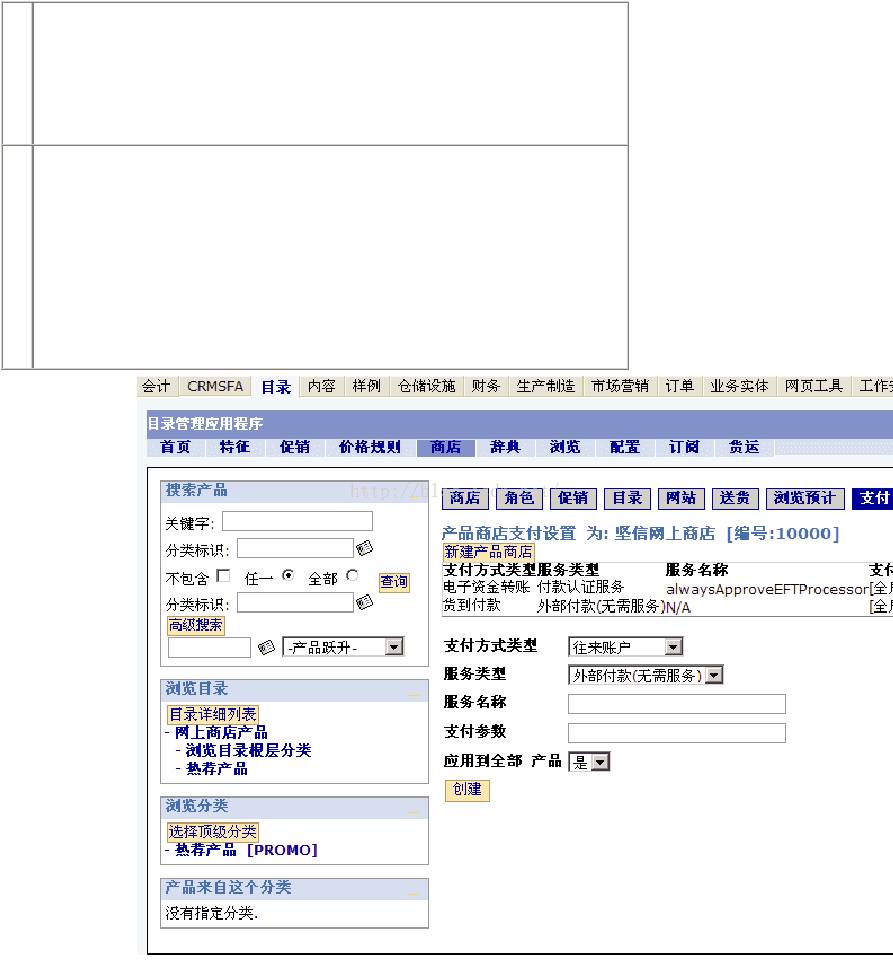 会计 CRMSFA 目录 内容 样例 仓储设施 财务 生产制造 市场营销 订单 业务实体 网页工具
目录管理应用程序
首页 特征 促销 价格规则 商店 辞典 浏览 配置 订阅 货运
搜索产品
关键字:
分类标识:
不包含 任一 全部 查询
分类标识:
高级搜索
-产品跃升-
浏览目录
目录详细列表
- 网上商店产品
- 浏览目录根层分类
- 热荐产品
浏览分类
选择顶级分类
- 热荐产品 [PROMO]
产品来自这个分类
没有指定分类.
商店 角色 促销 目录 网站 送货 浏览预计 支付
产品商店支付设置 为: 坚信网上商店 [编号:10000]
新建产品商店
支付方式类型 服务类型 服务名称 支
电子资金转账 付款认证服务 alwaysApproveEFTProcessor [全
货到付款 外部付款(无需服务) N/A [全
支付方式类型 往来账户
服务类型 外部付款(无需服务)
服务名称
支付参数
应用到全部 产品 是
创建